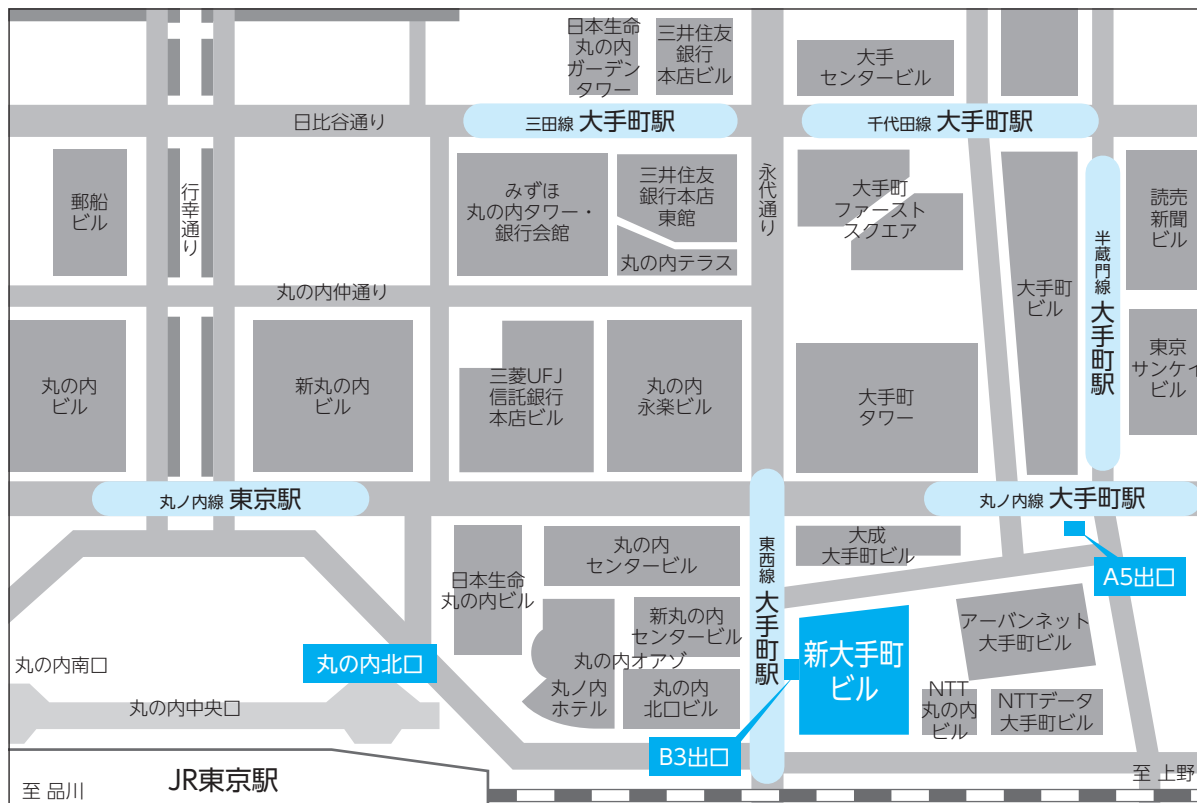 日本生命
丸の内
ガーデン
タワー
三井住友
銀行
本店ビル
大手
センタービル
日比谷通り
三田線 大手町駅
千代田線 大手町駅
郵船
ビル
行幸通り
みずほ
丸の内タワー・
銀行会館
三井住友
銀行本店
東館
丸の内テラス
永代通り
大手町
ファースト
スクエア
大手町
ビル
半蔵門線 大手町駅
読売
新聞
ビル
丸の内仲通り
丸の内
ビル
新丸の内
ビル
三菱UFJ
信託銀行
本店ビル
丸の内
永楽ビル
大手町
タワー
東京
サンケイ
ビル
丸ノ内線 東京駅
丸ノ内線 大手町駅
日本生命
丸の内ビル
丸の内
センタービル
東西線 大手町駅
大成
大手町ビル
A5出口
新丸の内
センタービル
丸の内オアゾ
丸ノ内
ホテル
丸の内
北口ビル
新大手町
ビル
アーバンネット
大手町ビル
NTT
丸の内
ビル
NTTデータ
大手町ビル
丸の内南口
丸の内北口
丸の内中央口
B3出口
至 品川
JR東京駅
至 上野